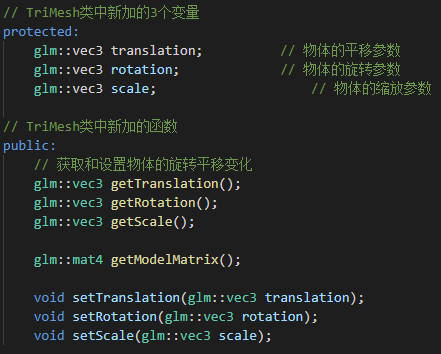 // TriMesh类中新加的3个变量
protected:
glm::vec3 translation; // 物体的平移参数
glm::vec3 rotation; // 物体的旋转参数
glm::vec3 scale; // 物体的缩放参数
// TriMesh类中新加的函数
public:
// 获取和设置物体的旋转平移变化
glm::vec3 getTranslation();
glm::vec3 getRotation();
glm::vec3 getScale();
glm::mat4 getModelMatrix();
void setTranslation(glm::vec3 translation);
void setRotation(glm::vec3 rotation);
void setScale(glm::vec3 scale);